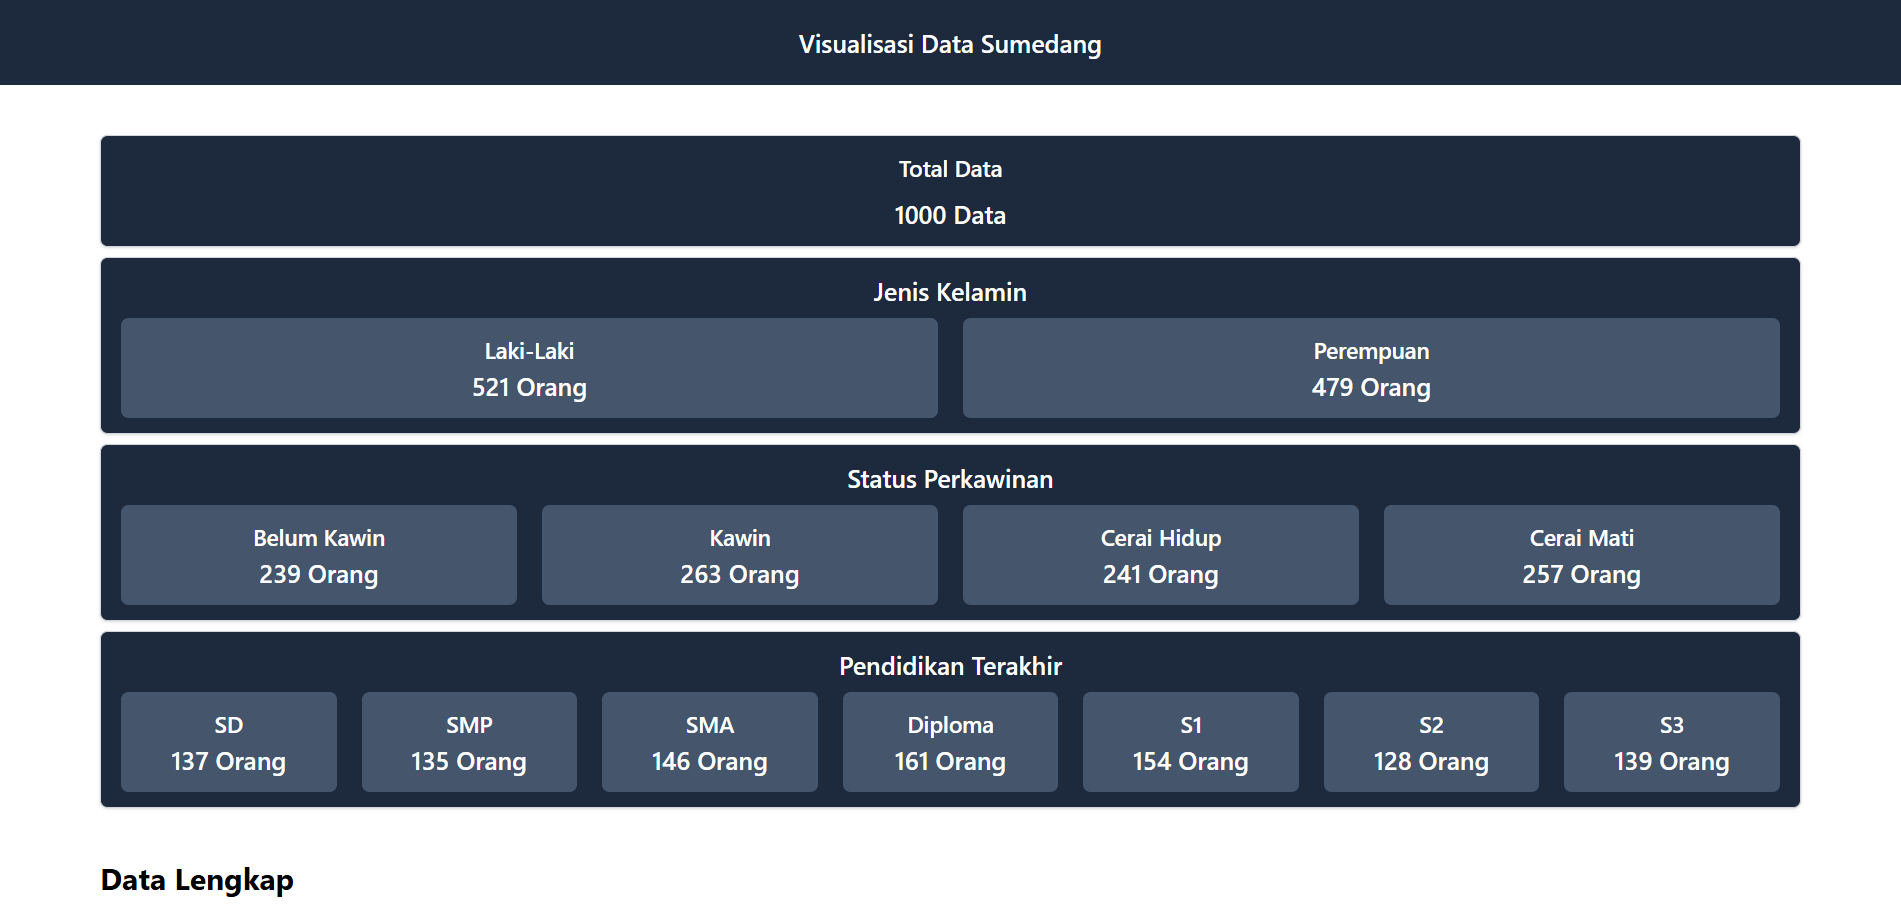 Visualisasi Data Sumedang
Total Data
1000 Data
Jenis Kelamin
Laki-Laki
521 Orang
Perempuan
479 Orang
Status Perkawinan
Belum Kawin
239 Orang
Kawin
263 Orang
Cerai Hidup
241 Orang
Cerai Mati
257 Orang
Pendidikan Terakhir
SD
137 Orang
SMP
135 Orang
SMA
146 Orang
Diploma
161 Orang
S1
154 Orang
S2
128 Orang
S3
139 Orang
Data Lengkap